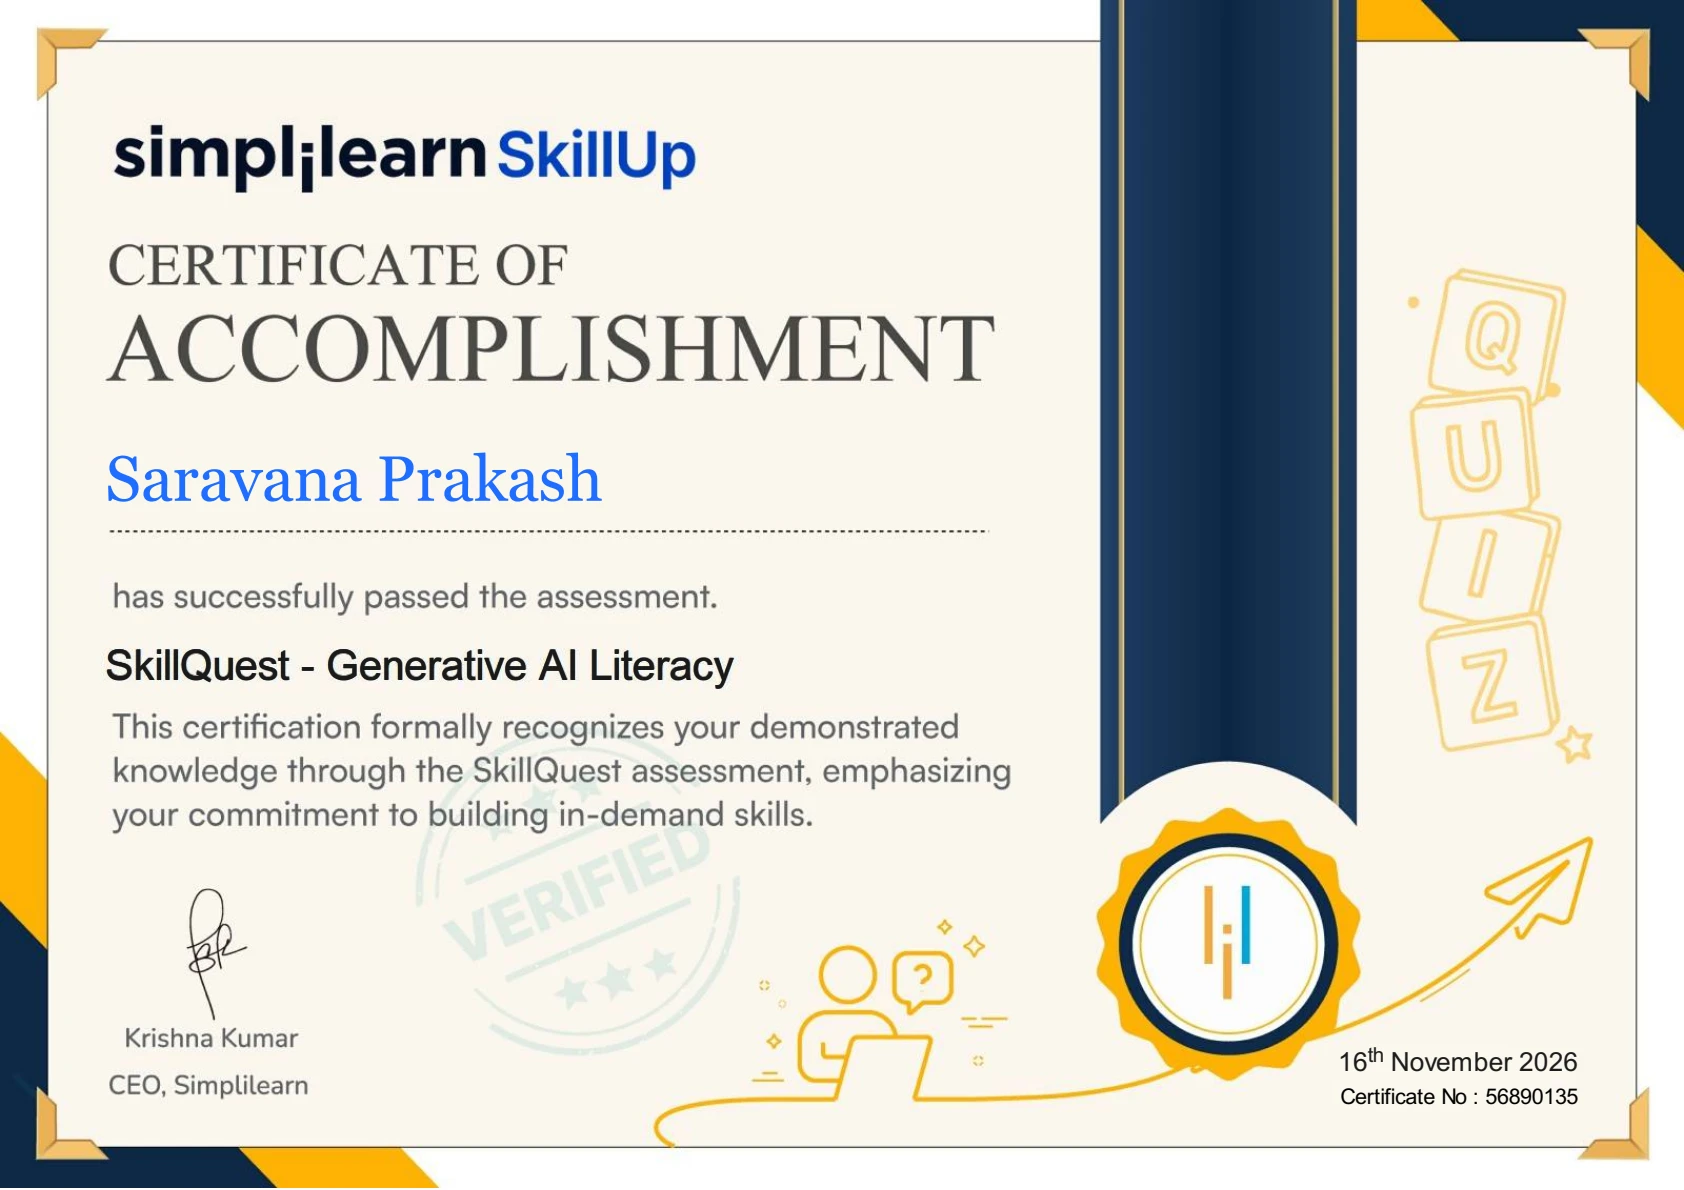 simplilearn SkillUp
CERTIFICATE OF
ACCOMPLISHMENT
Saravana Prakash
has successfully passed the assessment.
SkillQuest - Generative AI Literacy
This certification formally recognizes your demonstrated
knowledge through the SkillQuest assessment, emphasizing
your commitment to building in-demand skills.
VERIFIED
Krishna Kumar
CEO, Simplilearn
QUIZ
?
16th November 2026
Certificate No : 56890135